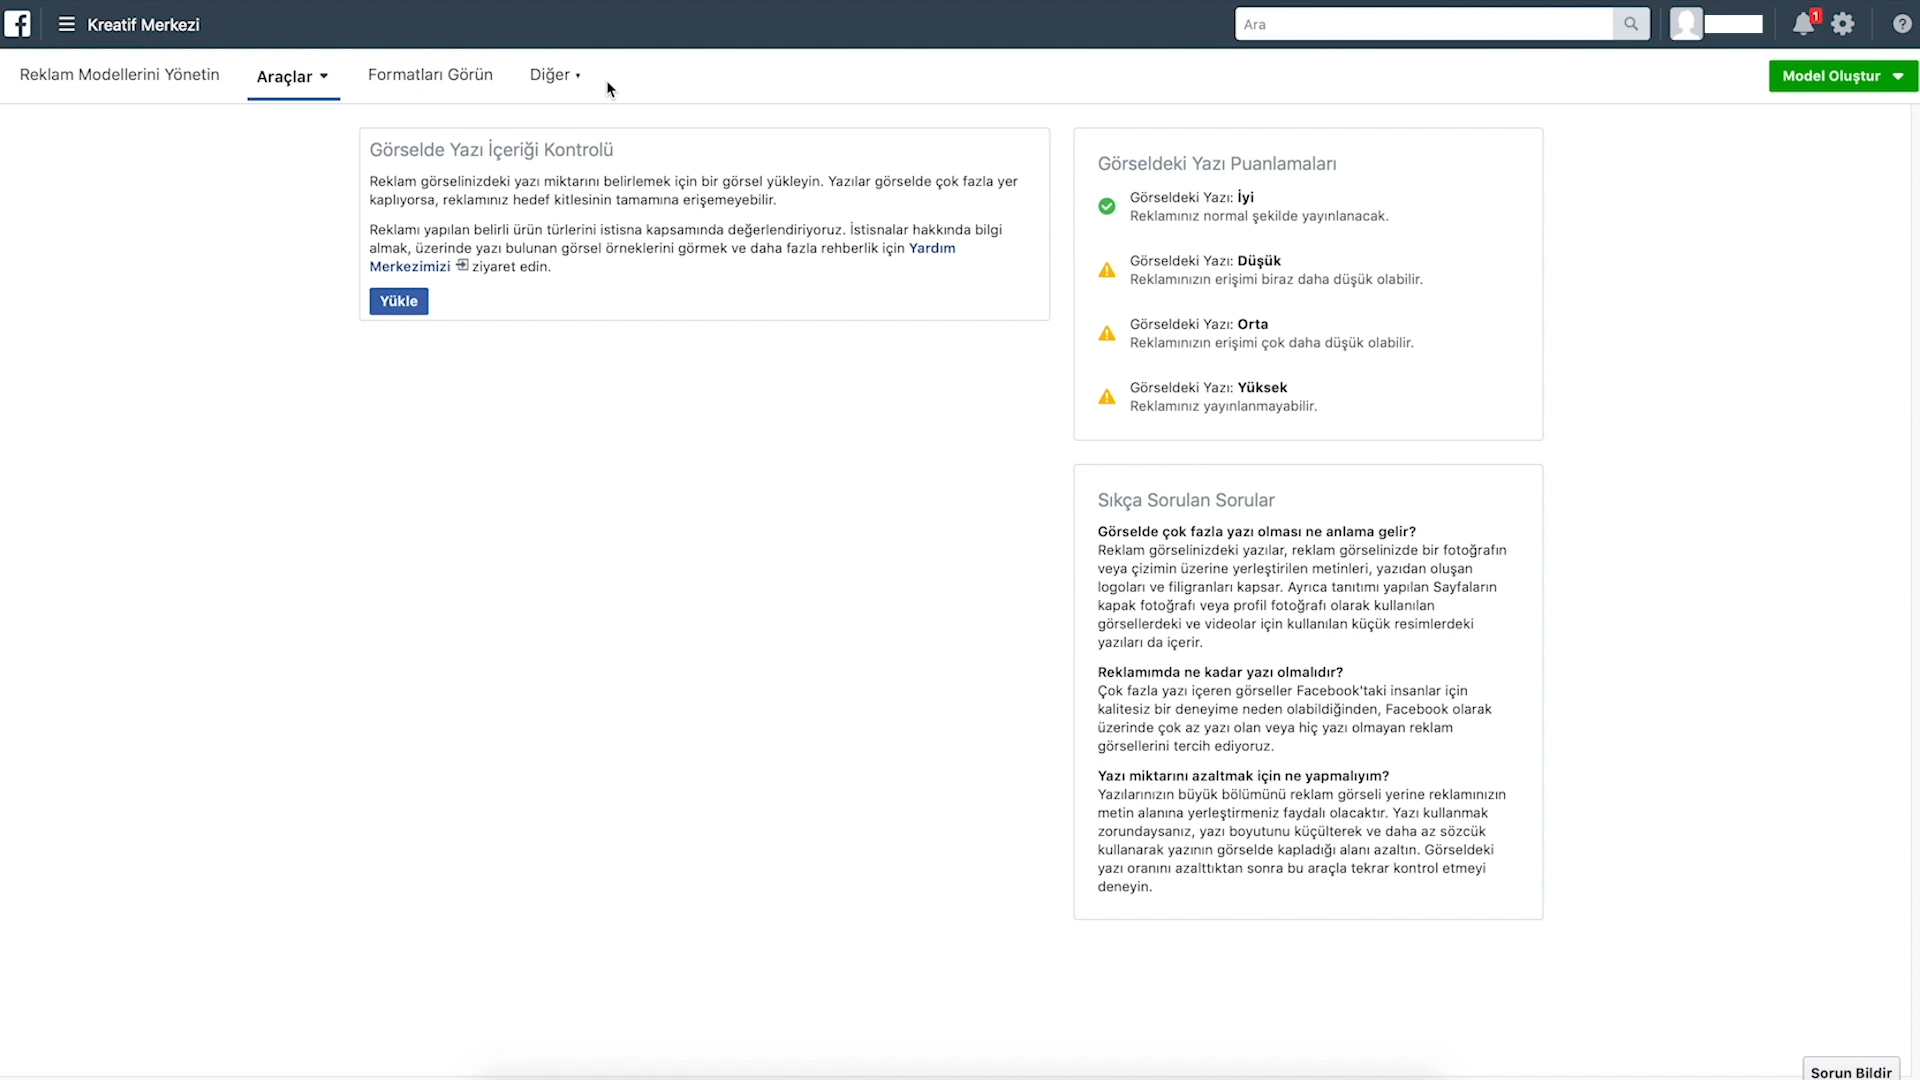 Kreatif Merkezi
Ara
1
?
Reklam Modellerini Yönetin
Araçlar
Formatları Görün
Diğer
Model Oluştur
Görselde Yazı İçeriği Kontrolü
Reklam görselinizdeki yazı miktarını belirlemek için bir görsel yükleyin. Yazılar görselde çok fazla yer
kaplıyorsa, reklamınız hedef kitlesinin tamamına erişemeyebilir.
Reklamı yapılan belirli ürün türlerini istisna kapsamında değerlendiriyoruz. İstisnalar hakkında bilgi
almak, üzerinde yazı bulunan görsel örneklerini görmek ve daha fazla rehberlik için Yardım
Merkezimizi ziyaret edin.
Yükle
Görseldeki Yazı Puanlamaları
Görseldeki Yazı: İyi
Reklamınız normal şekilde yayınlanacak.
Görseldeki Yazı: Düşük
Reklamınızın erişimi biraz daha düşük olabilir.
Görseldeki Yazı: Orta
Reklamınızın erişimi çok daha düşük olabilir.
Görseldeki Yazı: Yüksek
Reklamınız yayınlanmayabilir.
Sıkça Sorulan Sorular
Görselde çok fazla yazı olması ne anlama gelir?
Reklam görselinizdeki yazılar, reklam görselinizde bir fotoğrafın
veya çizimin üzerine yerleştirilen metinleri, yazıdan oluşan
logoları ve filigranları kapsar. Ayrıca tanıtımı yapılan Sayfaların
kapak fotoğrafı veya profil fotoğrafı olarak kullanılan
görsellerdeki ve videolar için kullanılan küçük resimlerdeki
yazıları da içerir.
Reklamımda ne kadar yazı olmalıdır?
Çok fazla yazı içeren görseller Facebook'taki insanlar için
kalitesiz bir deneyime neden olabildiğinden, Facebook olarak
üzerinde çok az yazı olan veya hiç yazı olmayan reklam
görsellerini tercih ediyoruz.
Yazı miktarını azaltmak için ne yapmalıyım?
Yazılarınızın büyük bölümünü reklam görseli yerine reklamınızın
metin alanına yerleştirmeniz faydalı olacaktır. Yazı kullanmak
zorundaysanız, yazı boyutunu küçülterek ve daha az sözcük
kullanarak yazının görselde kapladığı alanı azaltın. Görseldeki
yazı oranını azalttıktan sonra bu araçla tekrar kontrol etmeyi
deneyin.
Sorun Bildir